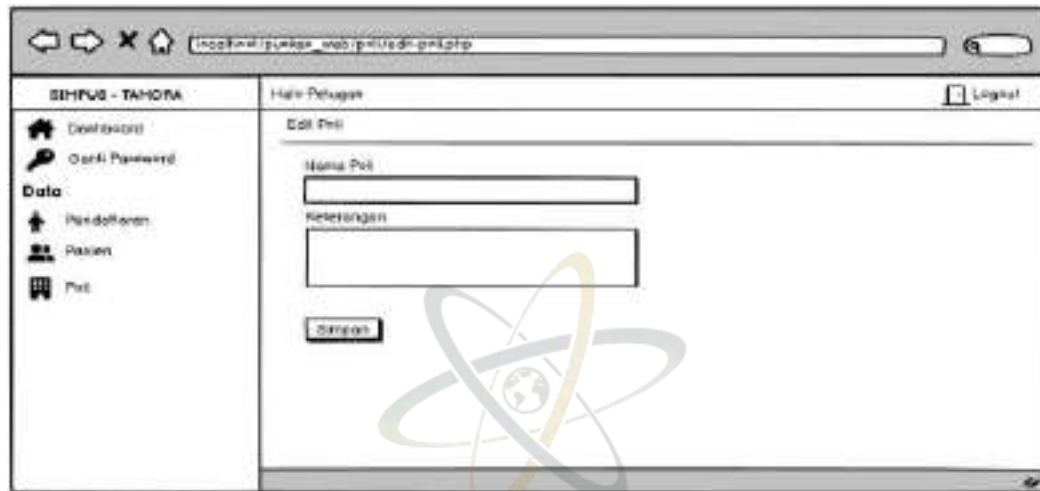 SIMPUS - TAMORA
Halo Petugas
Logout
Dashboard
Ganti Password
Data
Pendaftaran
Pasien
Poli
Edit Poli
Nama Poli
Keterangan
Simpan